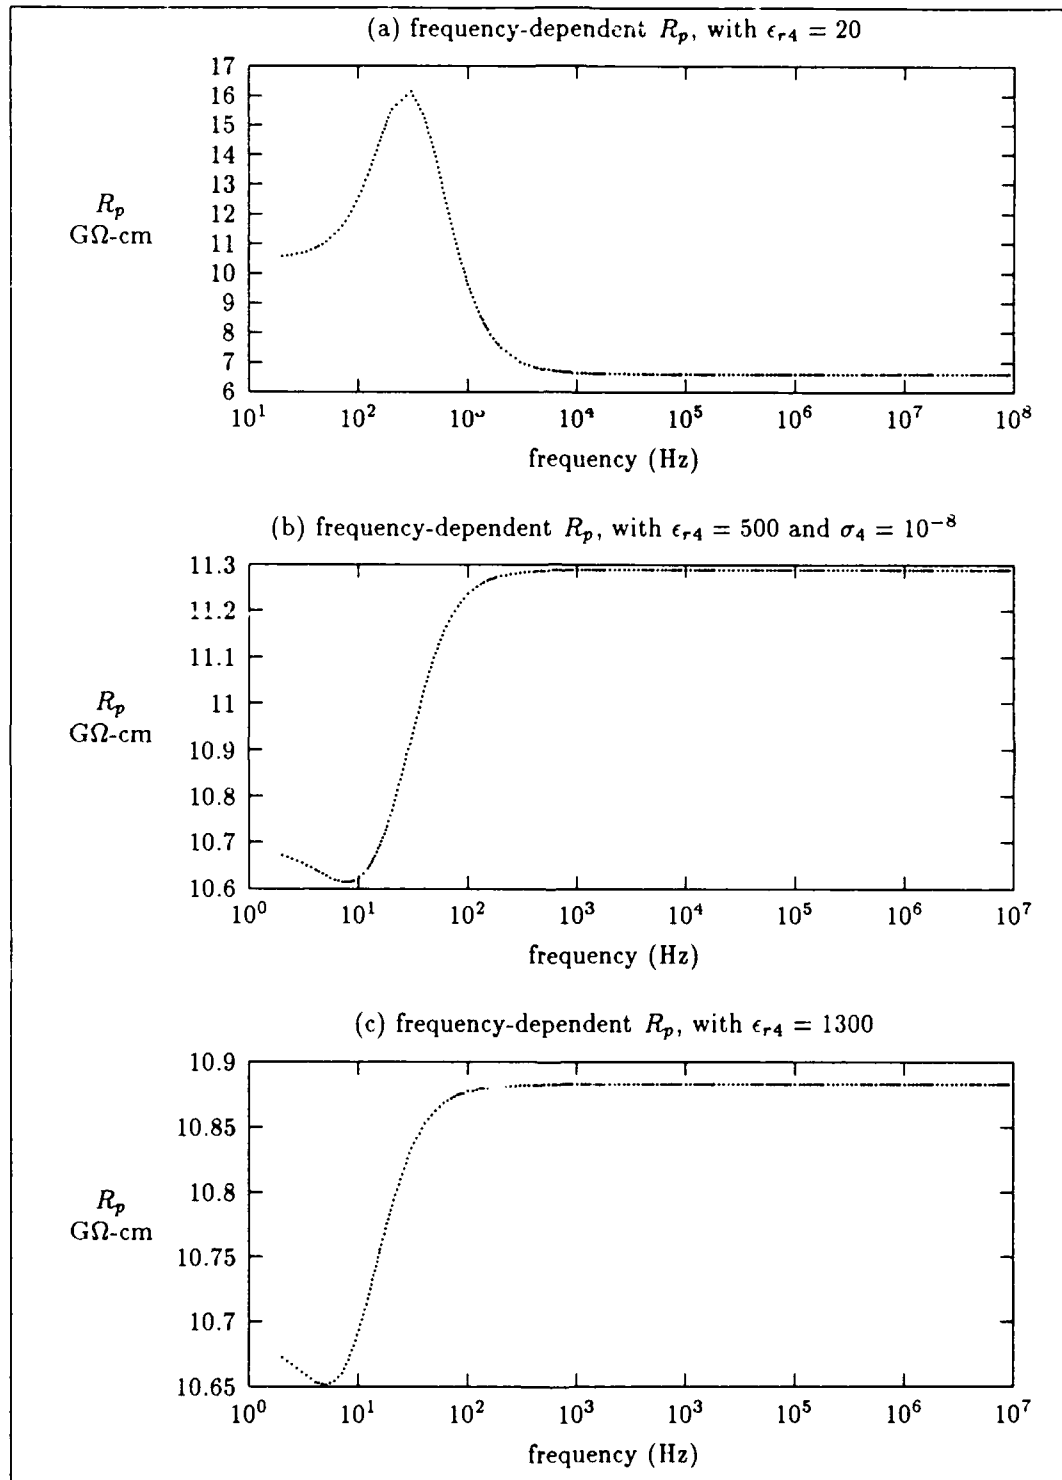 (a) frequency-dependent R_p, with ϵ_r4 = 20
17
16
15
14
13
12
11
10
9
8
7
6
R_p
GΩ-cm
10^1 10^2 10^3 10^4 10^5 10^6 10^7 10^8
frequency (Hz)
(b) frequency-dependent R_p, with ϵ_r4 = 500 and σ_4 = 10^−8
11.3
11.2
11.1
11
10.9
10.8
10.7
10.6
R_p
GΩ-cm
10^0 10^1 10^2 10^3 10^4 10^5 10^6 10^7
frequency (Hz)
(c) frequency-dependent R_p, with ϵ_r4 = 1300
10.9
10.85
10.8
10.75
10.7
10.65
R_p
GΩ-cm
10^0 10^1 10^2 10^3 10^4 10^5 10^6 10^7
frequency (Hz)